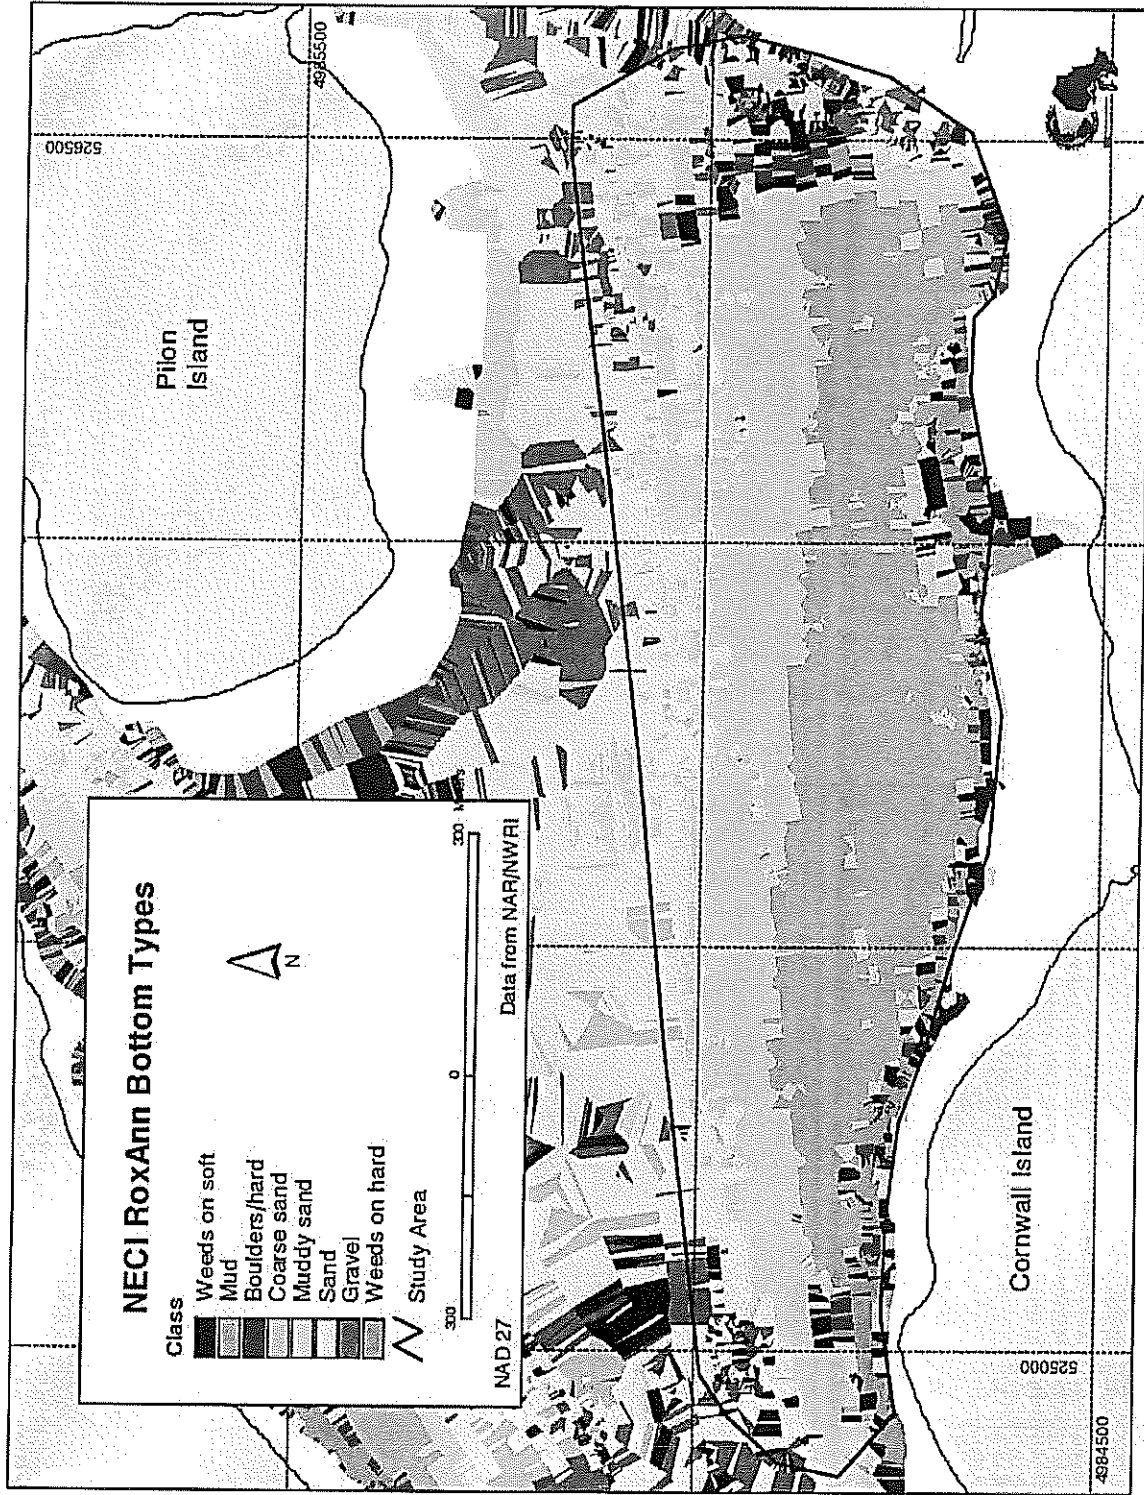 NECI RoxAnn Bottom Types
Class
Weeds on soft
Mud
Boulders/hard
Coarse sand
Muddy sand
Sand
Gravel
Weeds on hard
Study Area
N
300
0
300
NAD 27
Data from NAR/NWRI
Pilon
Island
Cornwall Island
4985500
526500
525000
4984500